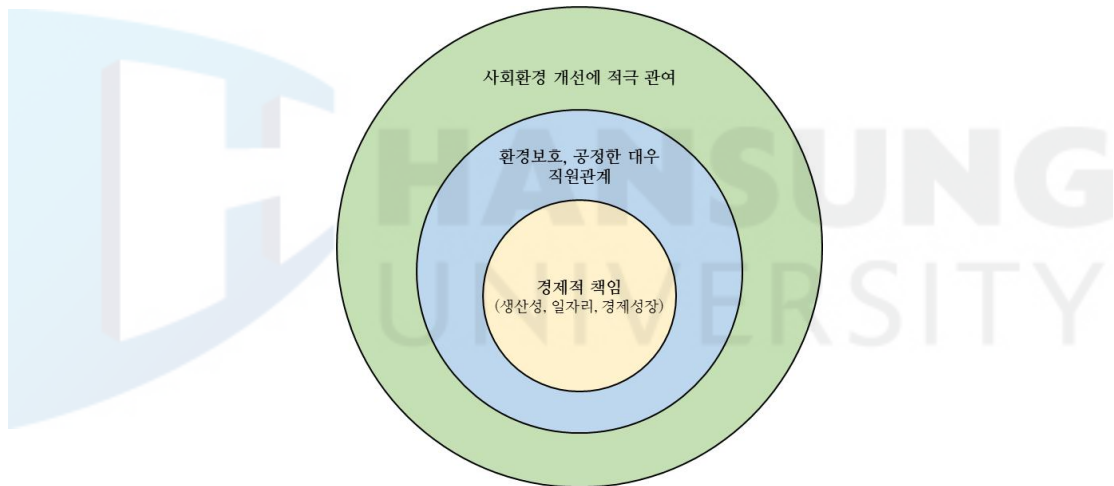 사회환경 개선에 적극 관여
환경보호, 공정한 대우
직원관계
경제적 책임
(생산성, 일자리, 경제성장)
HANSUNG
UNIVERSITY